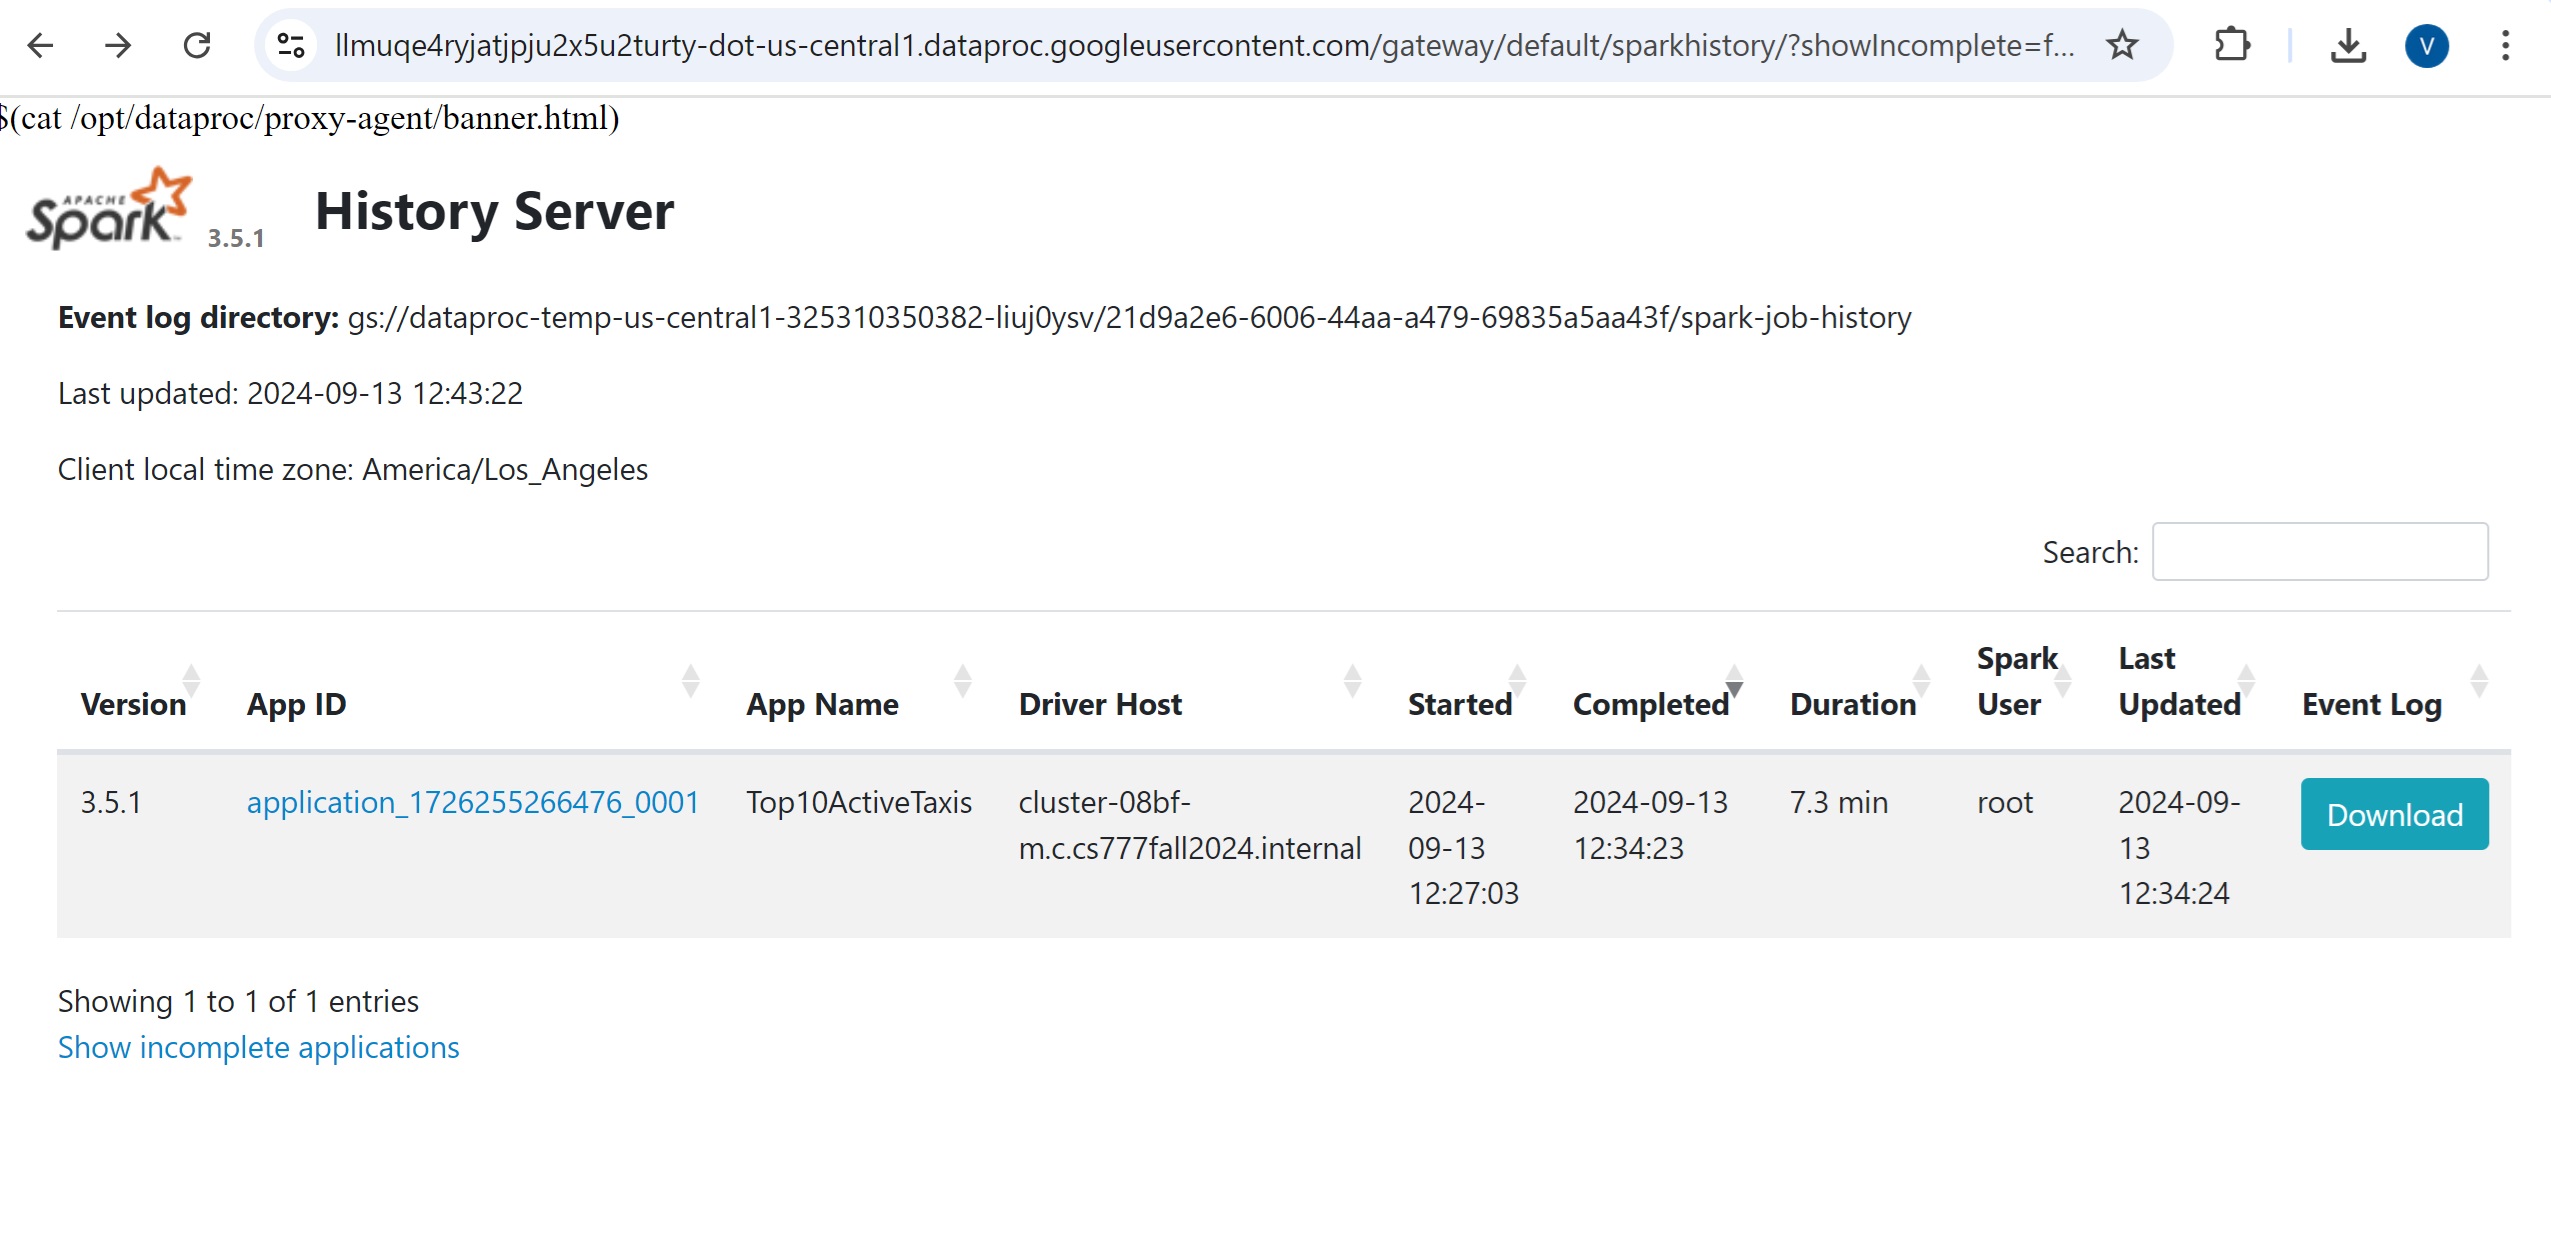 llmuqe4ryjatjpju2x5u2turty-dot-us-central1.dataproc.googleusercontent.com/gateway/default/sparkhistory/?showIncomplete=f...
V
$(cat /opt/dataproc/proxy-agent/banner.html)
APACHE
Spark™ 3.5.1 History Server
Event log directory: gs://dataproc-temp-us-central1-325310350382-liuj0ysv/21d9a2e6-6006-44aa-a479-69835a5aa43f/spark-job-history
Last updated: 2024-09-13 12:43:22
Client local time zone: America/Los_Angeles
Search:
Version App ID App Name Driver Host Started Completed Duration Spark User Last Updated Event Log
3.5.1 application_1726255266476_0001 Top10ActiveTaxis cluster-08bf- 2024- 2024-09-13 7.3 min root 2024-09- Download
m.c.cs777fall2024.internal 09-13 12:34:23 13
12:27:03 12:34:24
Showing 1 to 1 of 1 entries
Show incomplete applications